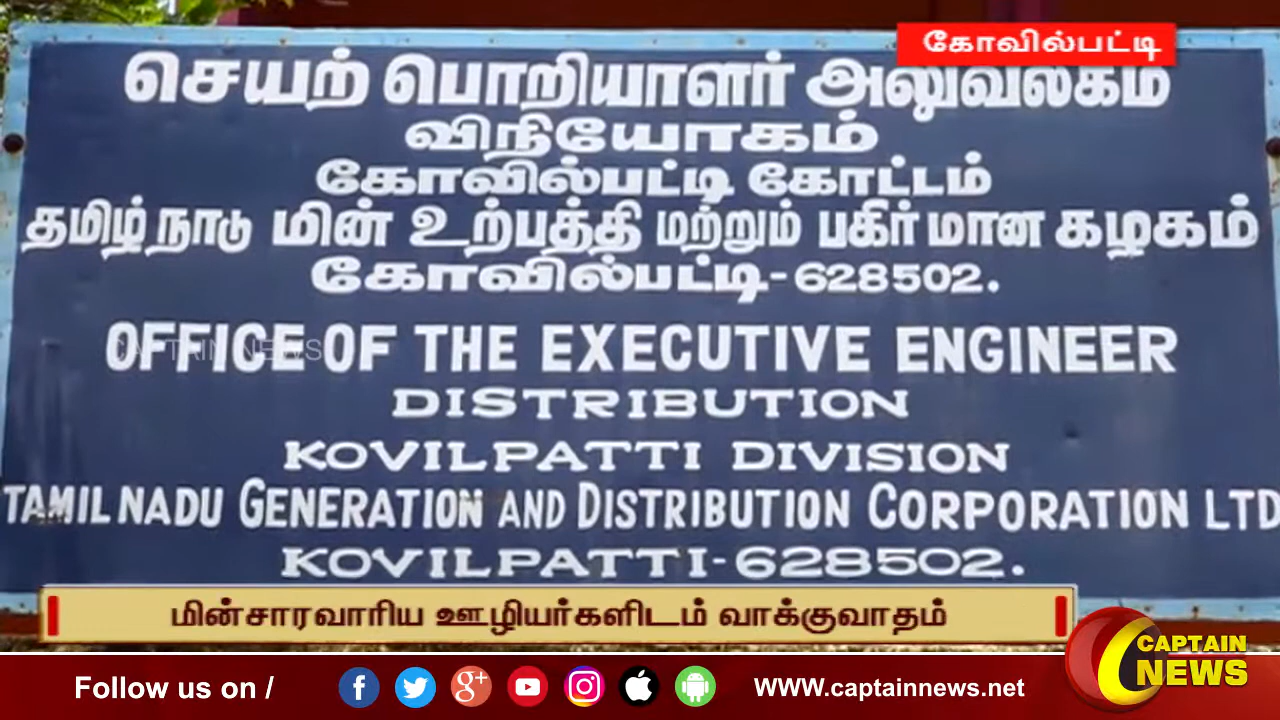 கோவில்பட்டி
செயற் பொறியாளர் அலுவலகம்
விநியோகம்
கோவில்பட்டி கோட்டம்
தமிழ்நாடு மின் உற்பத்தி மற்றும் பகிர்மான கழகம்
கோவில்பட்டி-628502.
OFFICE OF THE EXECUTIVE ENGINEER
CAPTAIN NEWS
DISTRIBUTION
KOVILPATTI DIVISION
TAMIL NADU GENERATION AND DISTRIBUTION CORPORATION LTD
KOVILPATTI-628502.
மின்சாரவாரிய ஊழியர்களிடம் வாக்குவாதம்
CAPTAIN
NEWS
Follow us on / WWW.captainnews.net